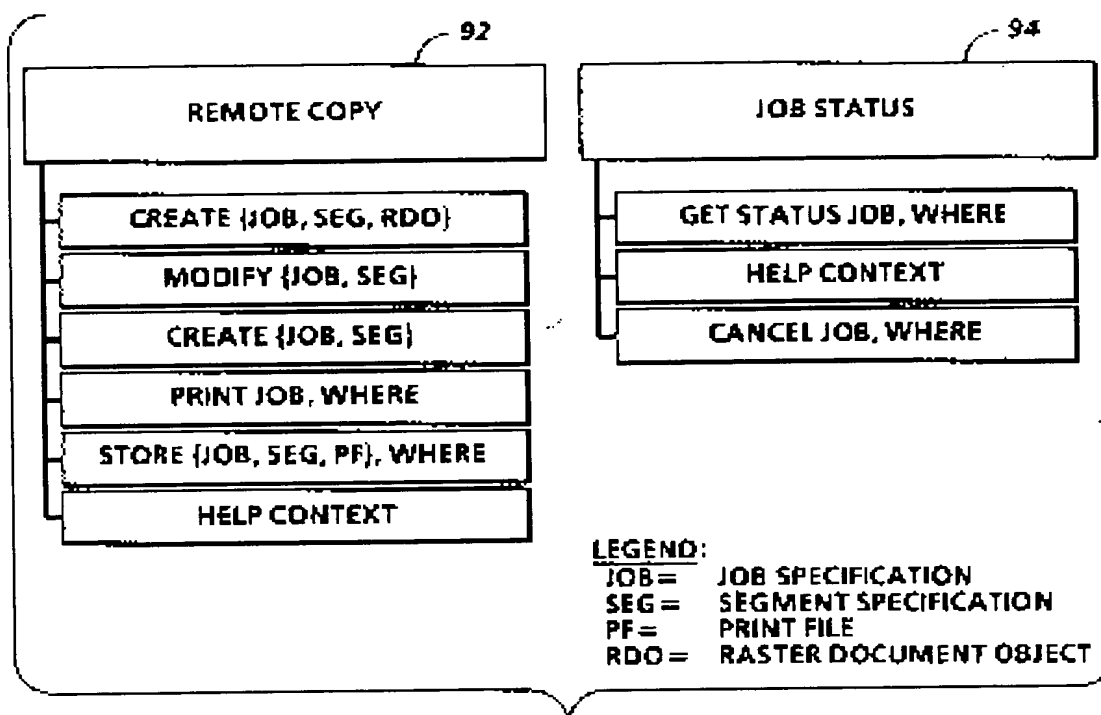 92
REMOTE COPY
CREATE {JOB, SEG, RDO}
MODIFY {JOB, SEG}
CREATE {JOB, SEG}
PRINT JOB, WHERE
STORE {JOB, SEG, PF}, WHERE
HELP CONTEXT
94
JOB STATUS
GET STATUS JOB, WHERE
HELP CONTEXT
CANCEL JOB, WHERE
LEGEND:
JOB = JOB SPECIFICATION
SEG = SEGMENT SPECIFICATION
PF = PRINT FILE
RDO = RASTER DOCUMENT OBJECT